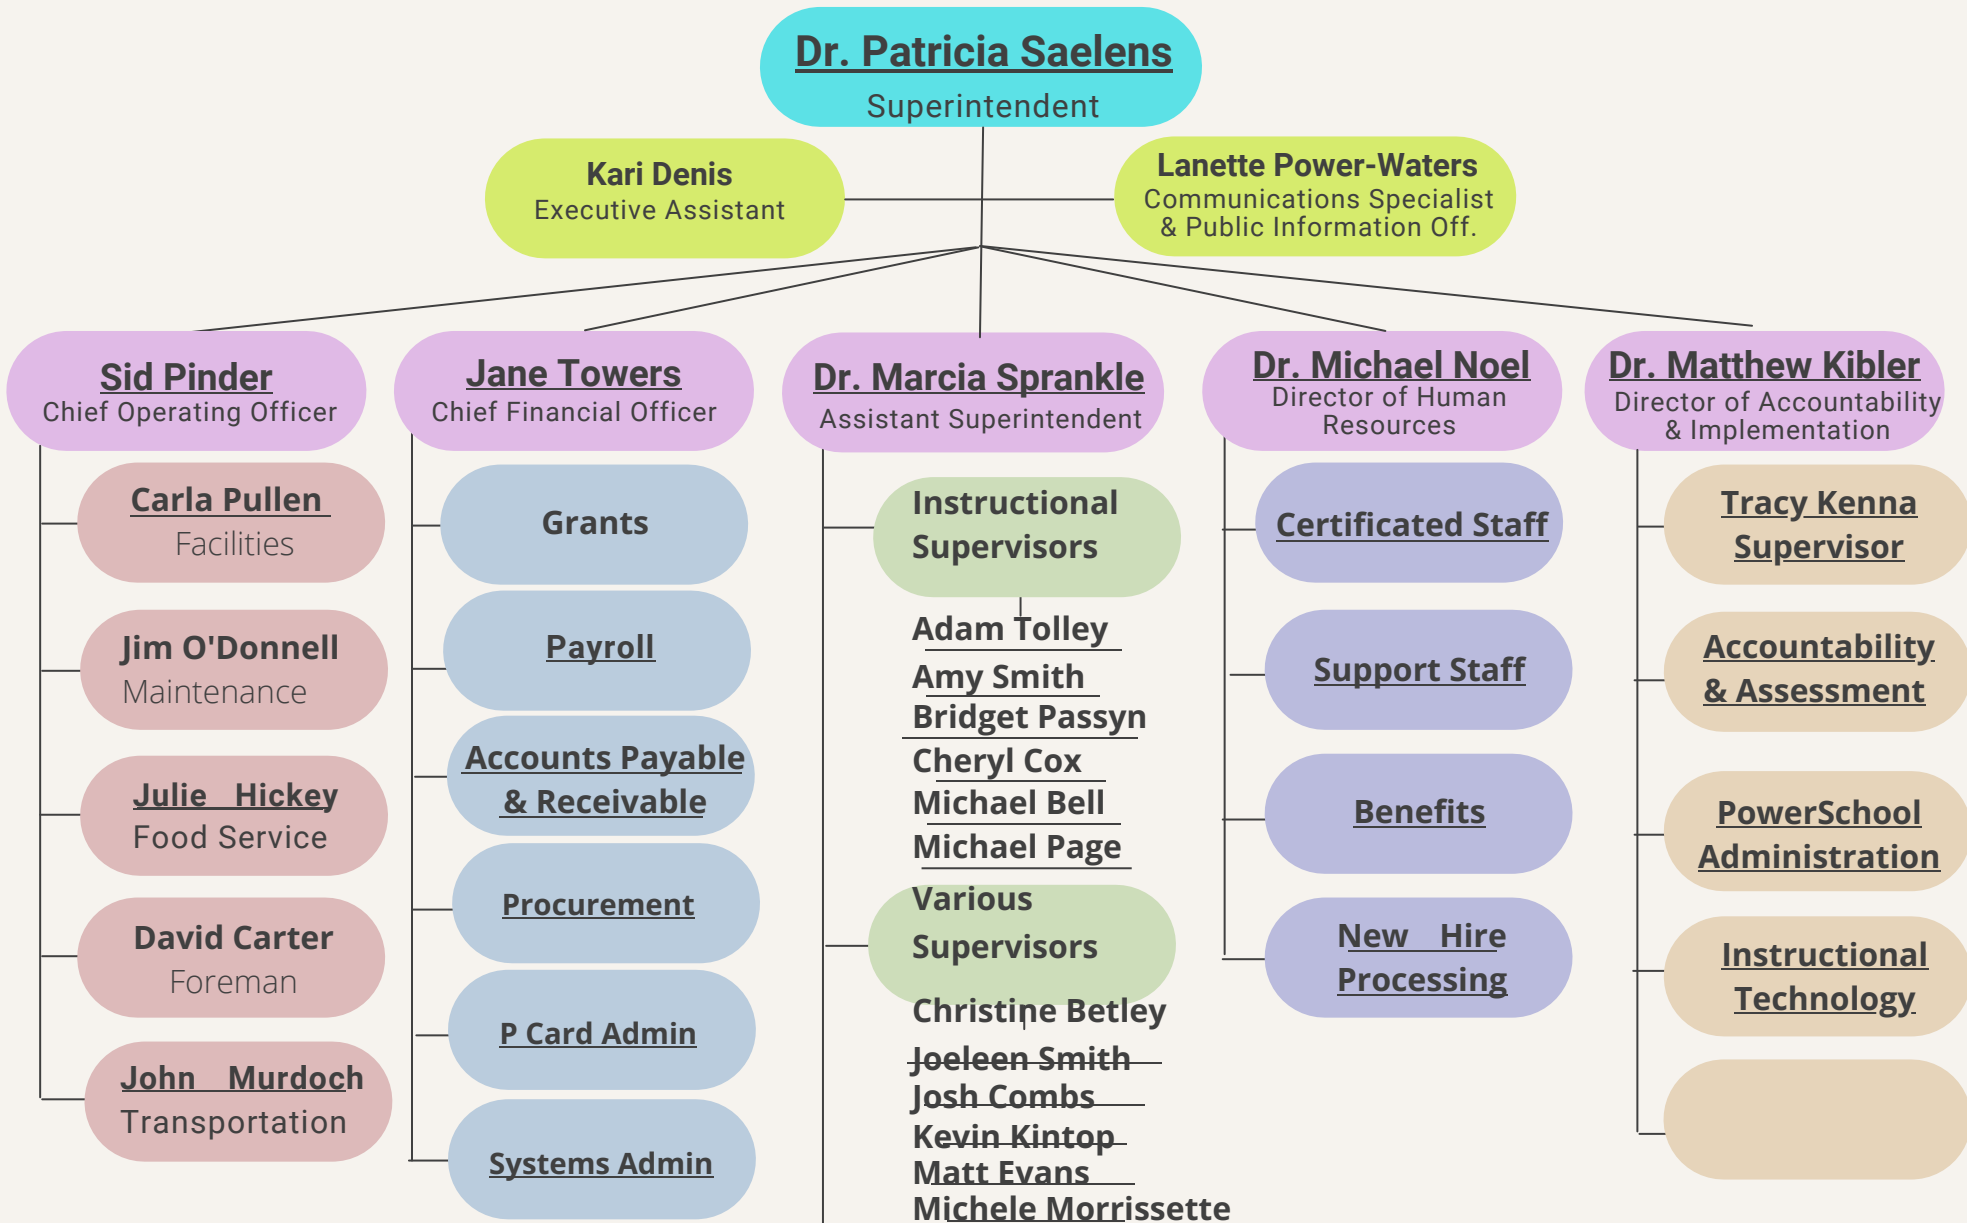 Dr. Patricia Saelens
Superintendent
Kari Denis
Executive Assistant
Lanette Power-Waters
Communications Specialist
& Public Information Off.
Sid Pinder
Chief Operating Officer
Carla Pullen
Facilities
Jim O'Donnell
Maintenance
Julie Hickey
Food Service
David Carter
Foreman
John Murdoch
Transportation
Jane Towers
Chief Financial Officer
Grants
Payroll
Accounts Payable
& Receivable
Procurement
P Card Admin
Systems Admin
Dr. Marcia Sprankle
Assistant Superintendent
Instructional
Supervisors
Adam Tolley
Amy Smith
Bridget Passyn
Cheryl Cox
Michael Bell
Michael Page
Various
Supervisors
Christine Betley
Joeleen Smith
Josh Combs
Kevin Kintop
Matt Evans
Michele Morrissette
Dr. Michael Noel
Director of Human
Resources
Certificated Staff
Support Staff
Benefits
New Hire
Processing
Dr. Matthew Kibler
Director of Accountability
& Implementation
Tracy Kenna
Supervisor
Accountability
& Assessment
PowerSchool
Administration
Instructional
Technology